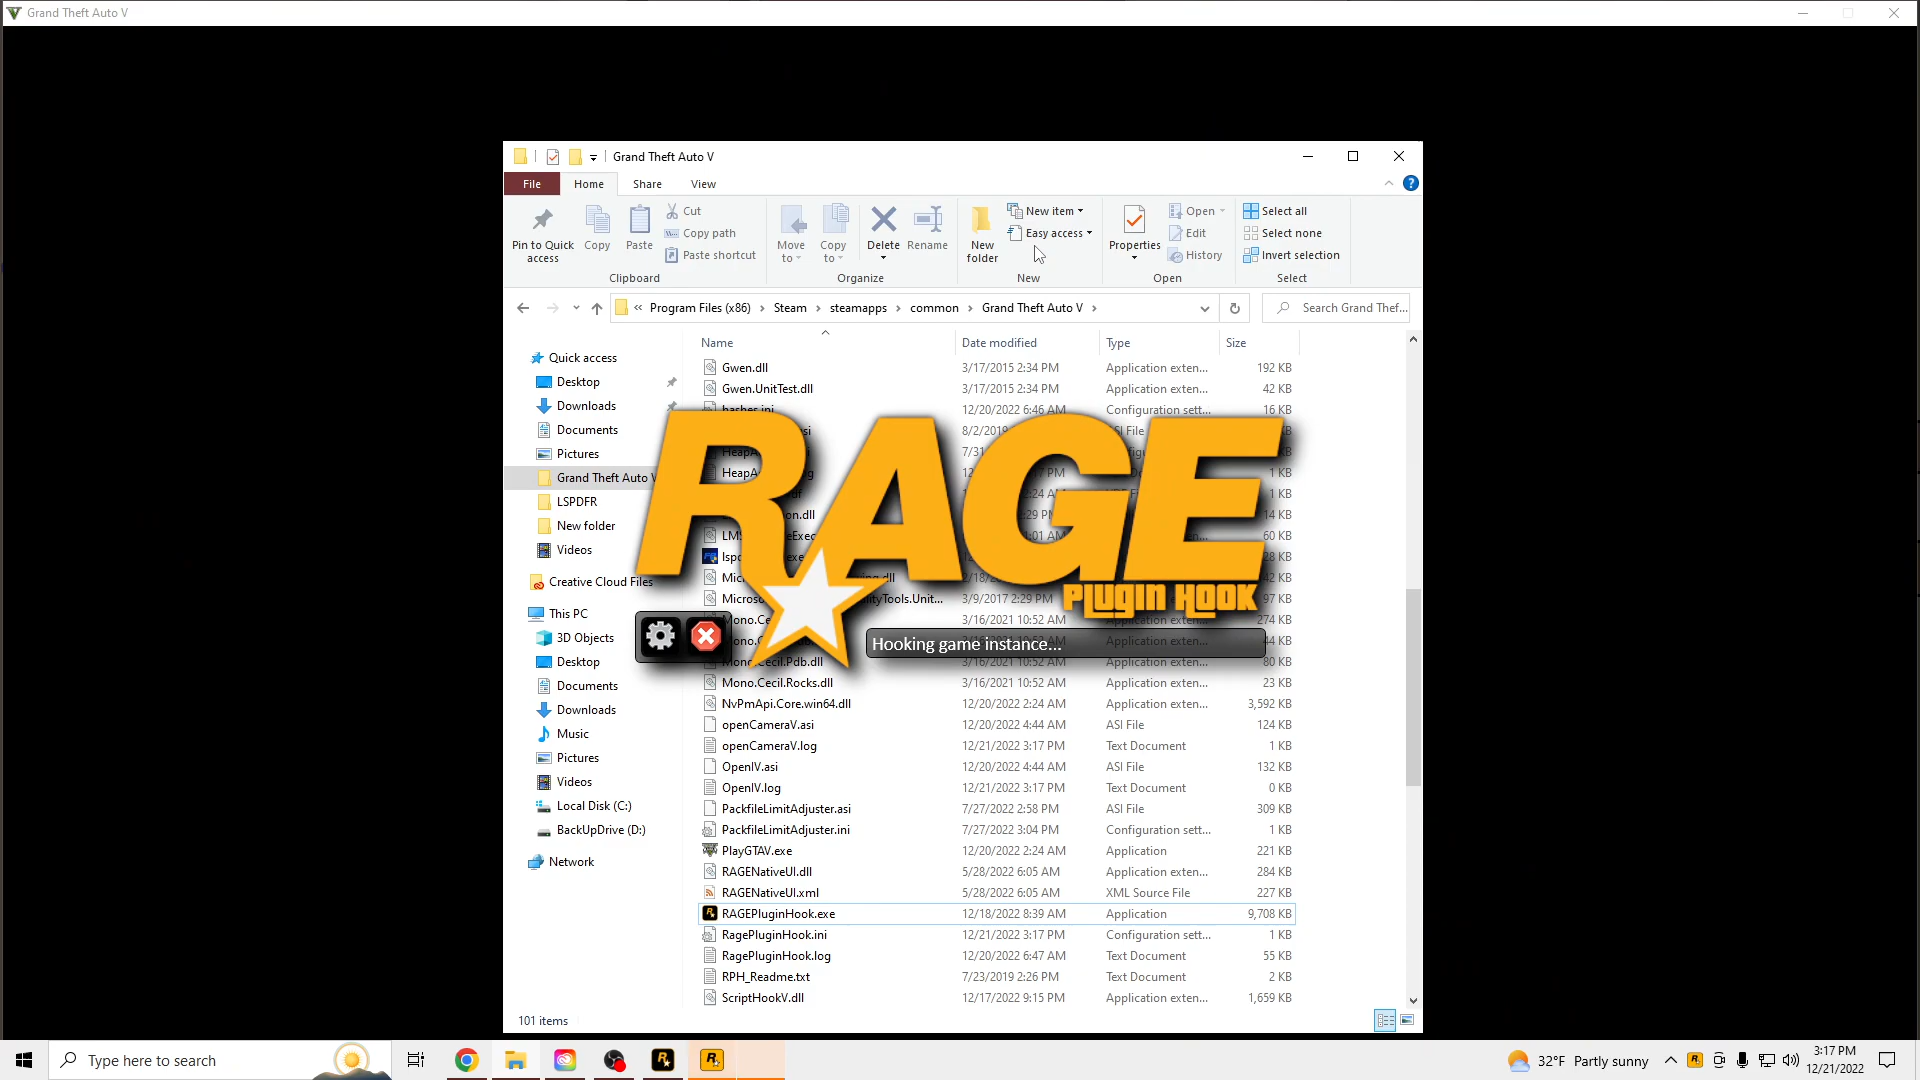 Grand Theft Auto V
Grand Theft Auto V
File Home Share View
Pin to Quick access
Copy
Paste
Cut
Copy path
Paste shortcut
Clipboard
Move to
Copy to
Delete
Rename
Organize
New folder
New item
Easy access
New
Properties
Open
Edit
History
Open
Select all
Select none
Invert selection
Select
« Program Files (x86) > Steam > steamapps > common > Grand Theft Auto V >
Search Grand Thef...
Quick access
Desktop
Downloads
Documents
Pictures
Grand Theft Auto V
LSPDFR
New folder
Videos
Creative Cloud Files
This PC
3D Objects
Desktop
Documents
Downloads
Music
Pictures
Videos
Local Disk (C:)
BackUpDrive (D:)
Network
Name Date modified Type Size
Gwen.dll 3/17/2015 2:34 PM Application exten... 192 KB
Gwen.UnitTest.dll 3/17/2015 2:34 PM Application exten... 42 KB
hashes.ini 12/20/2022 6:46 AM Configuration sett... 16 KB
RAGE
PLUGIN HOOK
Hooking game instance...
Mono.Cecil.Pdb.dll 80 KB
Mono.Cecil.Rocks.dll 3/16/2021 10:52 AM Application exten... 23 KB
NvPmApi.Core.win64.dll 12/20/2022 2:24 AM Application exten... 3,592 KB
openCameraV.asi 12/20/2022 4:44 AM ASI File 124 KB
openCameraV.log 12/21/2022 3:17 PM Text Document 1 KB
OpenIV.asi 12/20/2022 4:44 AM ASI File 132 KB
OpenIV.log 12/21/2022 3:17 PM Text Document 0 KB
PackfileLimitAdjuster.asi 7/27/2022 2:58 PM ASI File 309 KB
PackfileLimitAdjuster.ini 7/27/2022 3:04 PM Configuration sett... 1 KB
PlayGTAV.exe 12/20/2022 2:24 AM Application 221 KB
RAGENativeUI.dll 5/28/2022 6:05 AM Application exten... 284 KB
RAGENativeUI.xml 5/28/2022 6:05 AM XML Source File 227 KB
RAGEPluginHook.exe 12/18/2022 8:39 AM Application 9,708 KB
RagePluginHook.ini 12/21/2022 3:17 PM Configuration sett... 1 KB
RagePluginHook.log 12/20/2022 6:47 AM Text Document 55 KB
RPH_Readme.txt 7/23/2019 2:26 PM Text Document 2 KB
ScriptHookV.dll 12/17/2022 9:15 PM Application exten... 1,659 KB
101 items
Type here to search
32°F Partly sunny
3:17 PM
12/21/2022